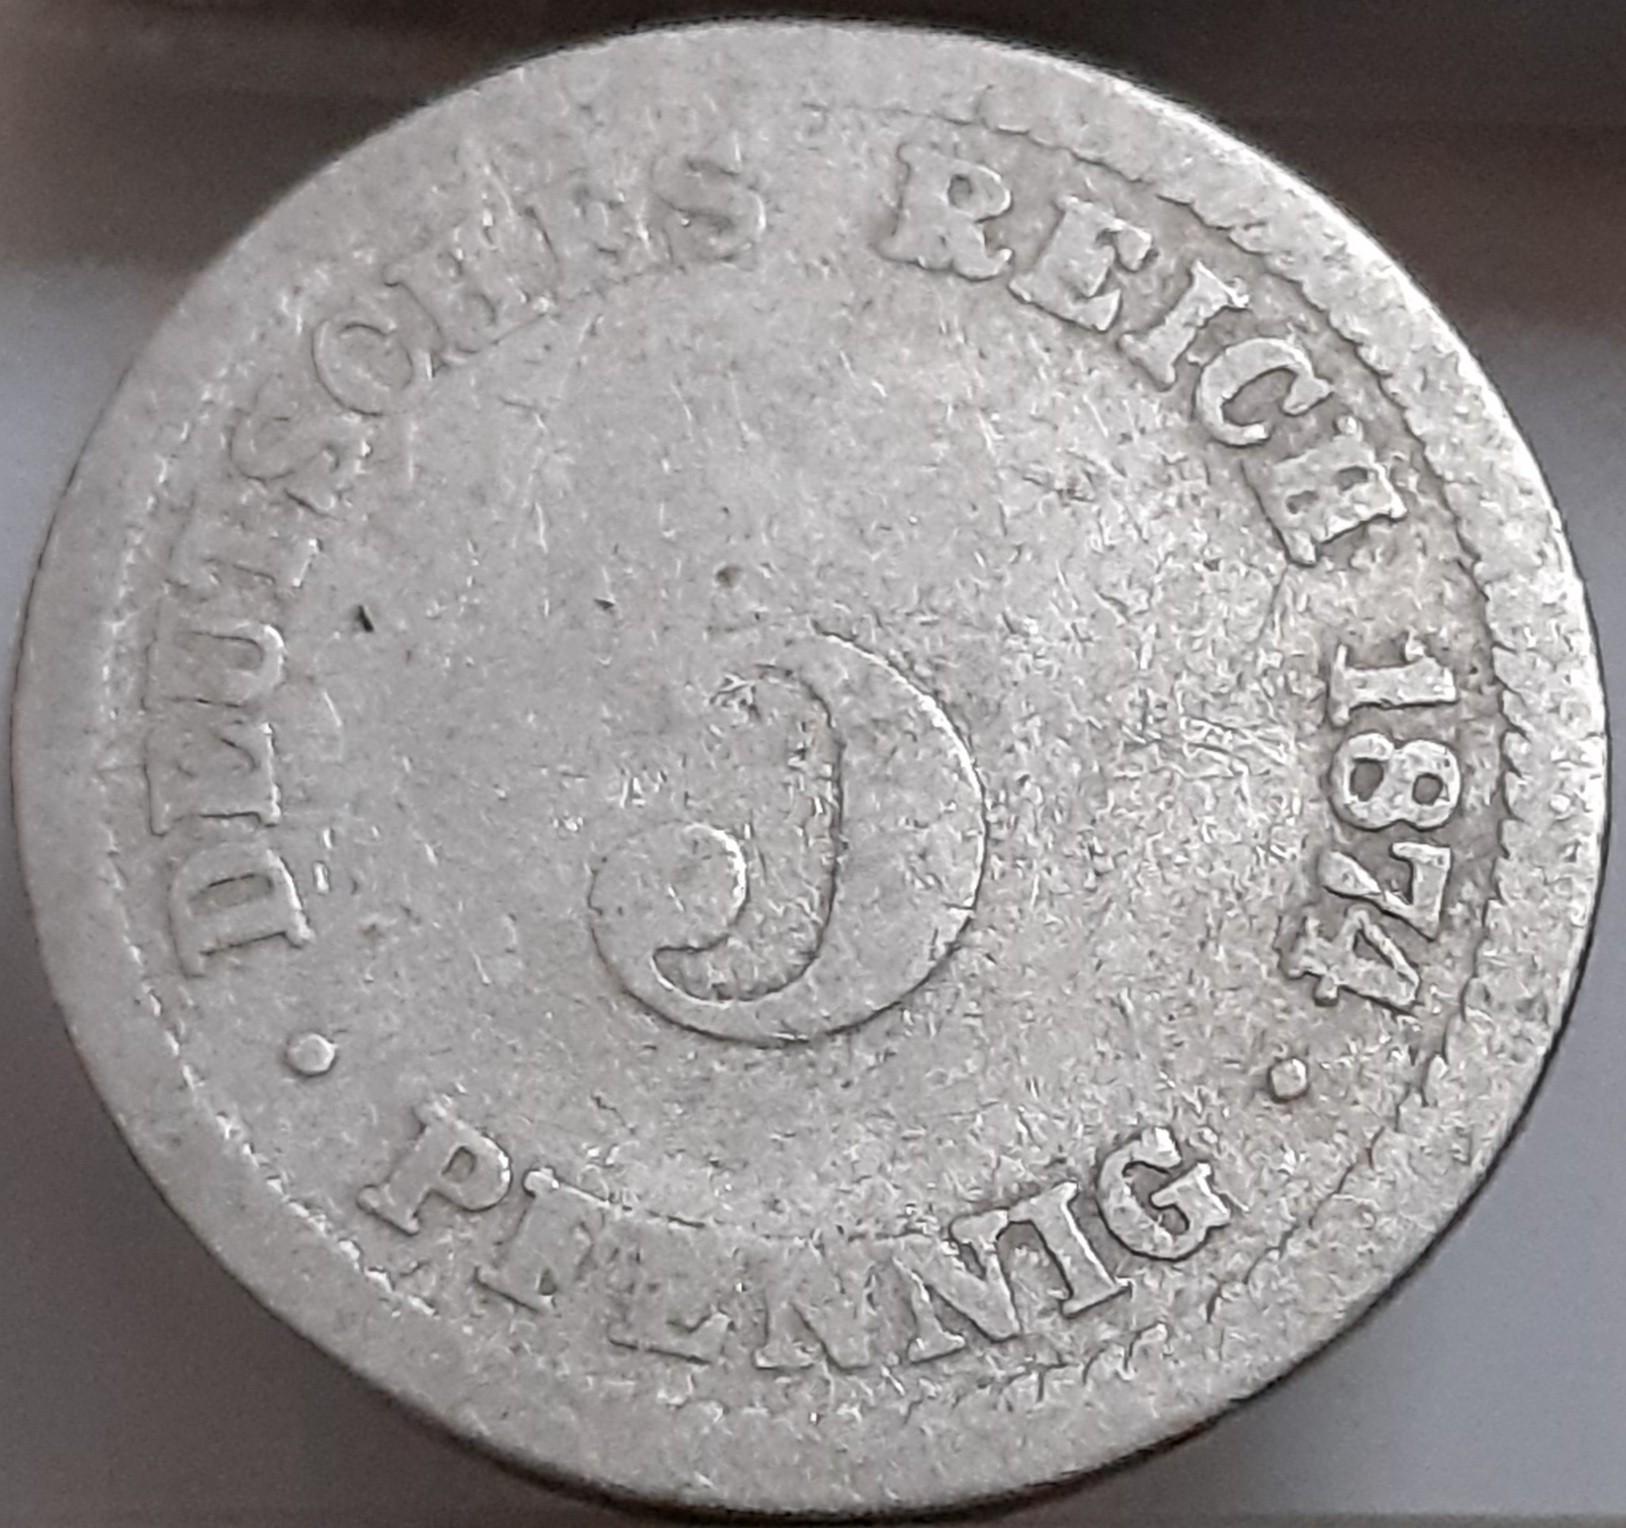 DEUTSCHES REICH 1874
5
· PFENNIG ·